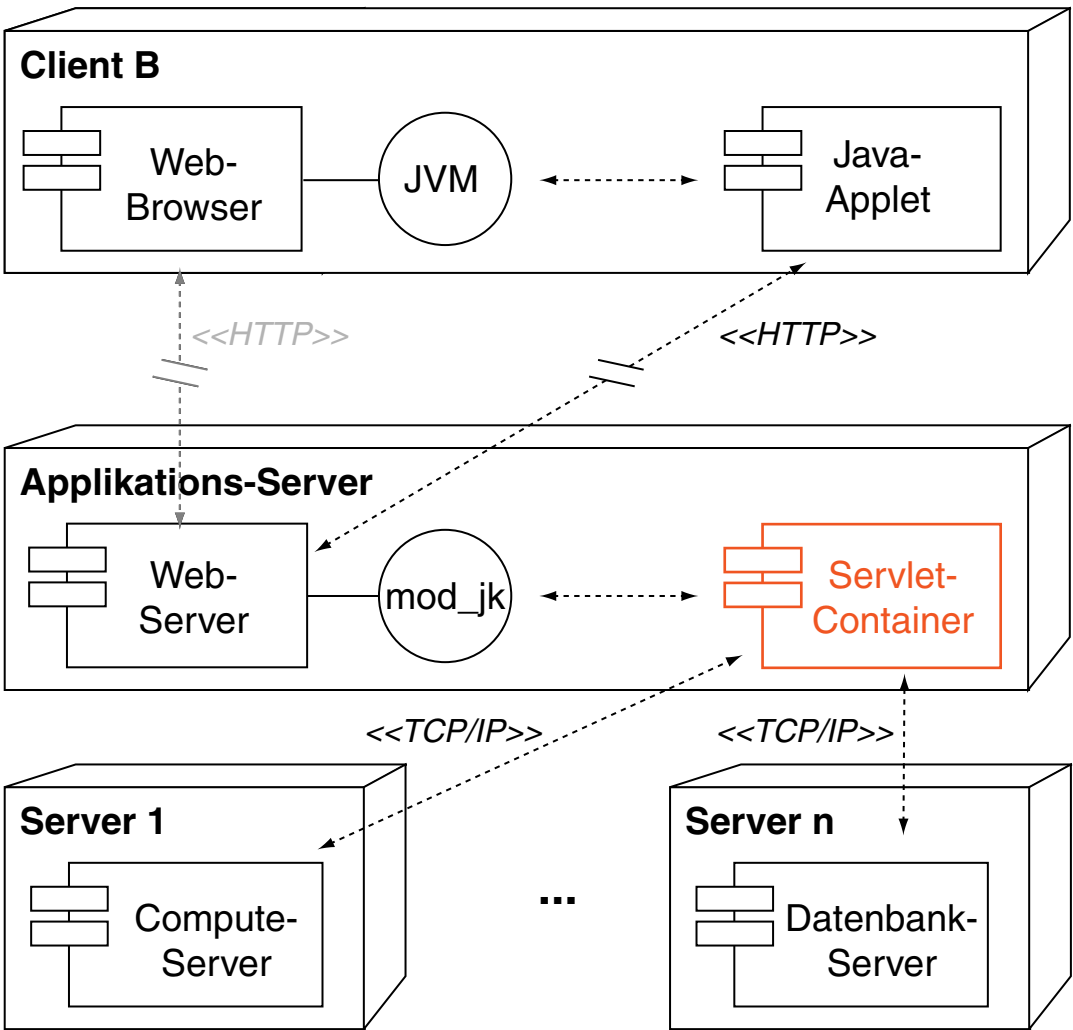 Client B
Web-
Browser
JVM
Java-
Applet
<<HTTP>>
<<HTTP>>
Applikations-Server
Web-
Server
mod_jk
Servlet-
Container
<<TCP/IP>>
<<TCP/IP>>
Server 1
Compute-
Server
...
Server n
Datenbank-
Server